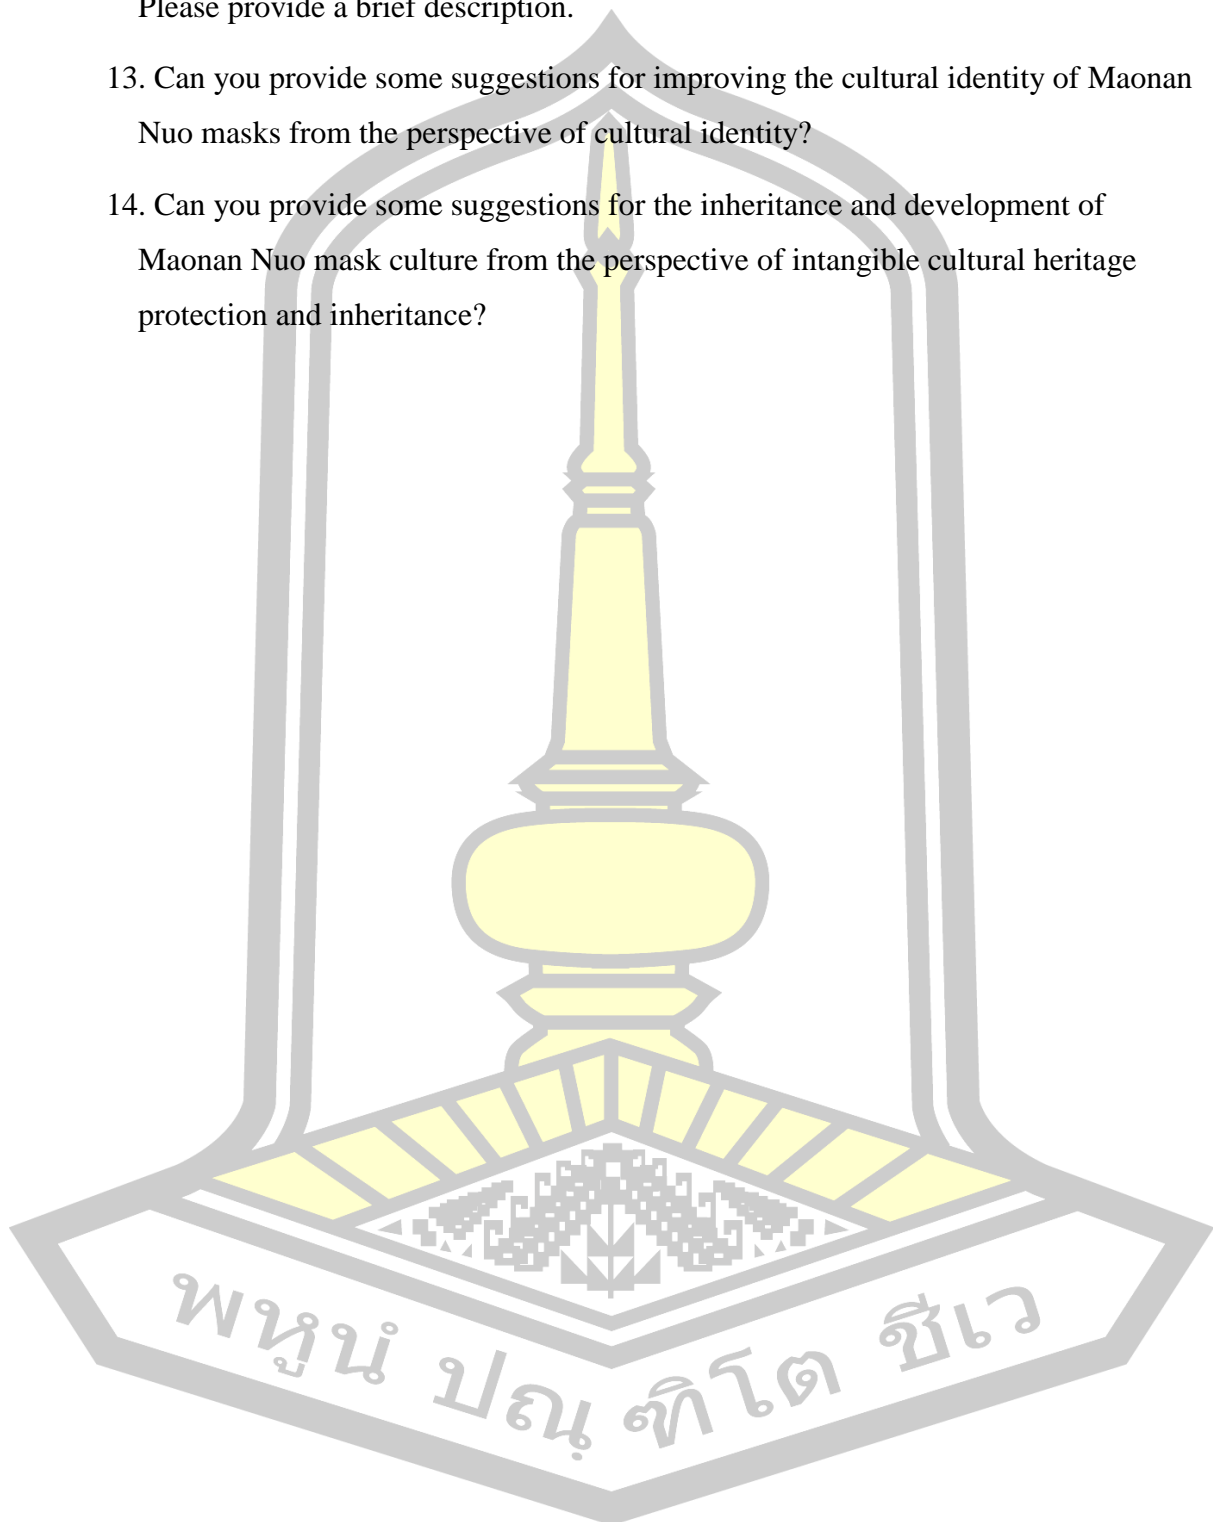 Please provide a brief description.
13. Can you provide some suggestions for improving the cultural identity of Maonan
Nuo masks from the perspective of cultural identity?
14. Can you provide some suggestions for the inheritance and development of
Maonan Nuo mask culture from the perspective of intangible cultural heritage
protection and inheritance?
พหูนํ ปณฺฑิโต ชีเว